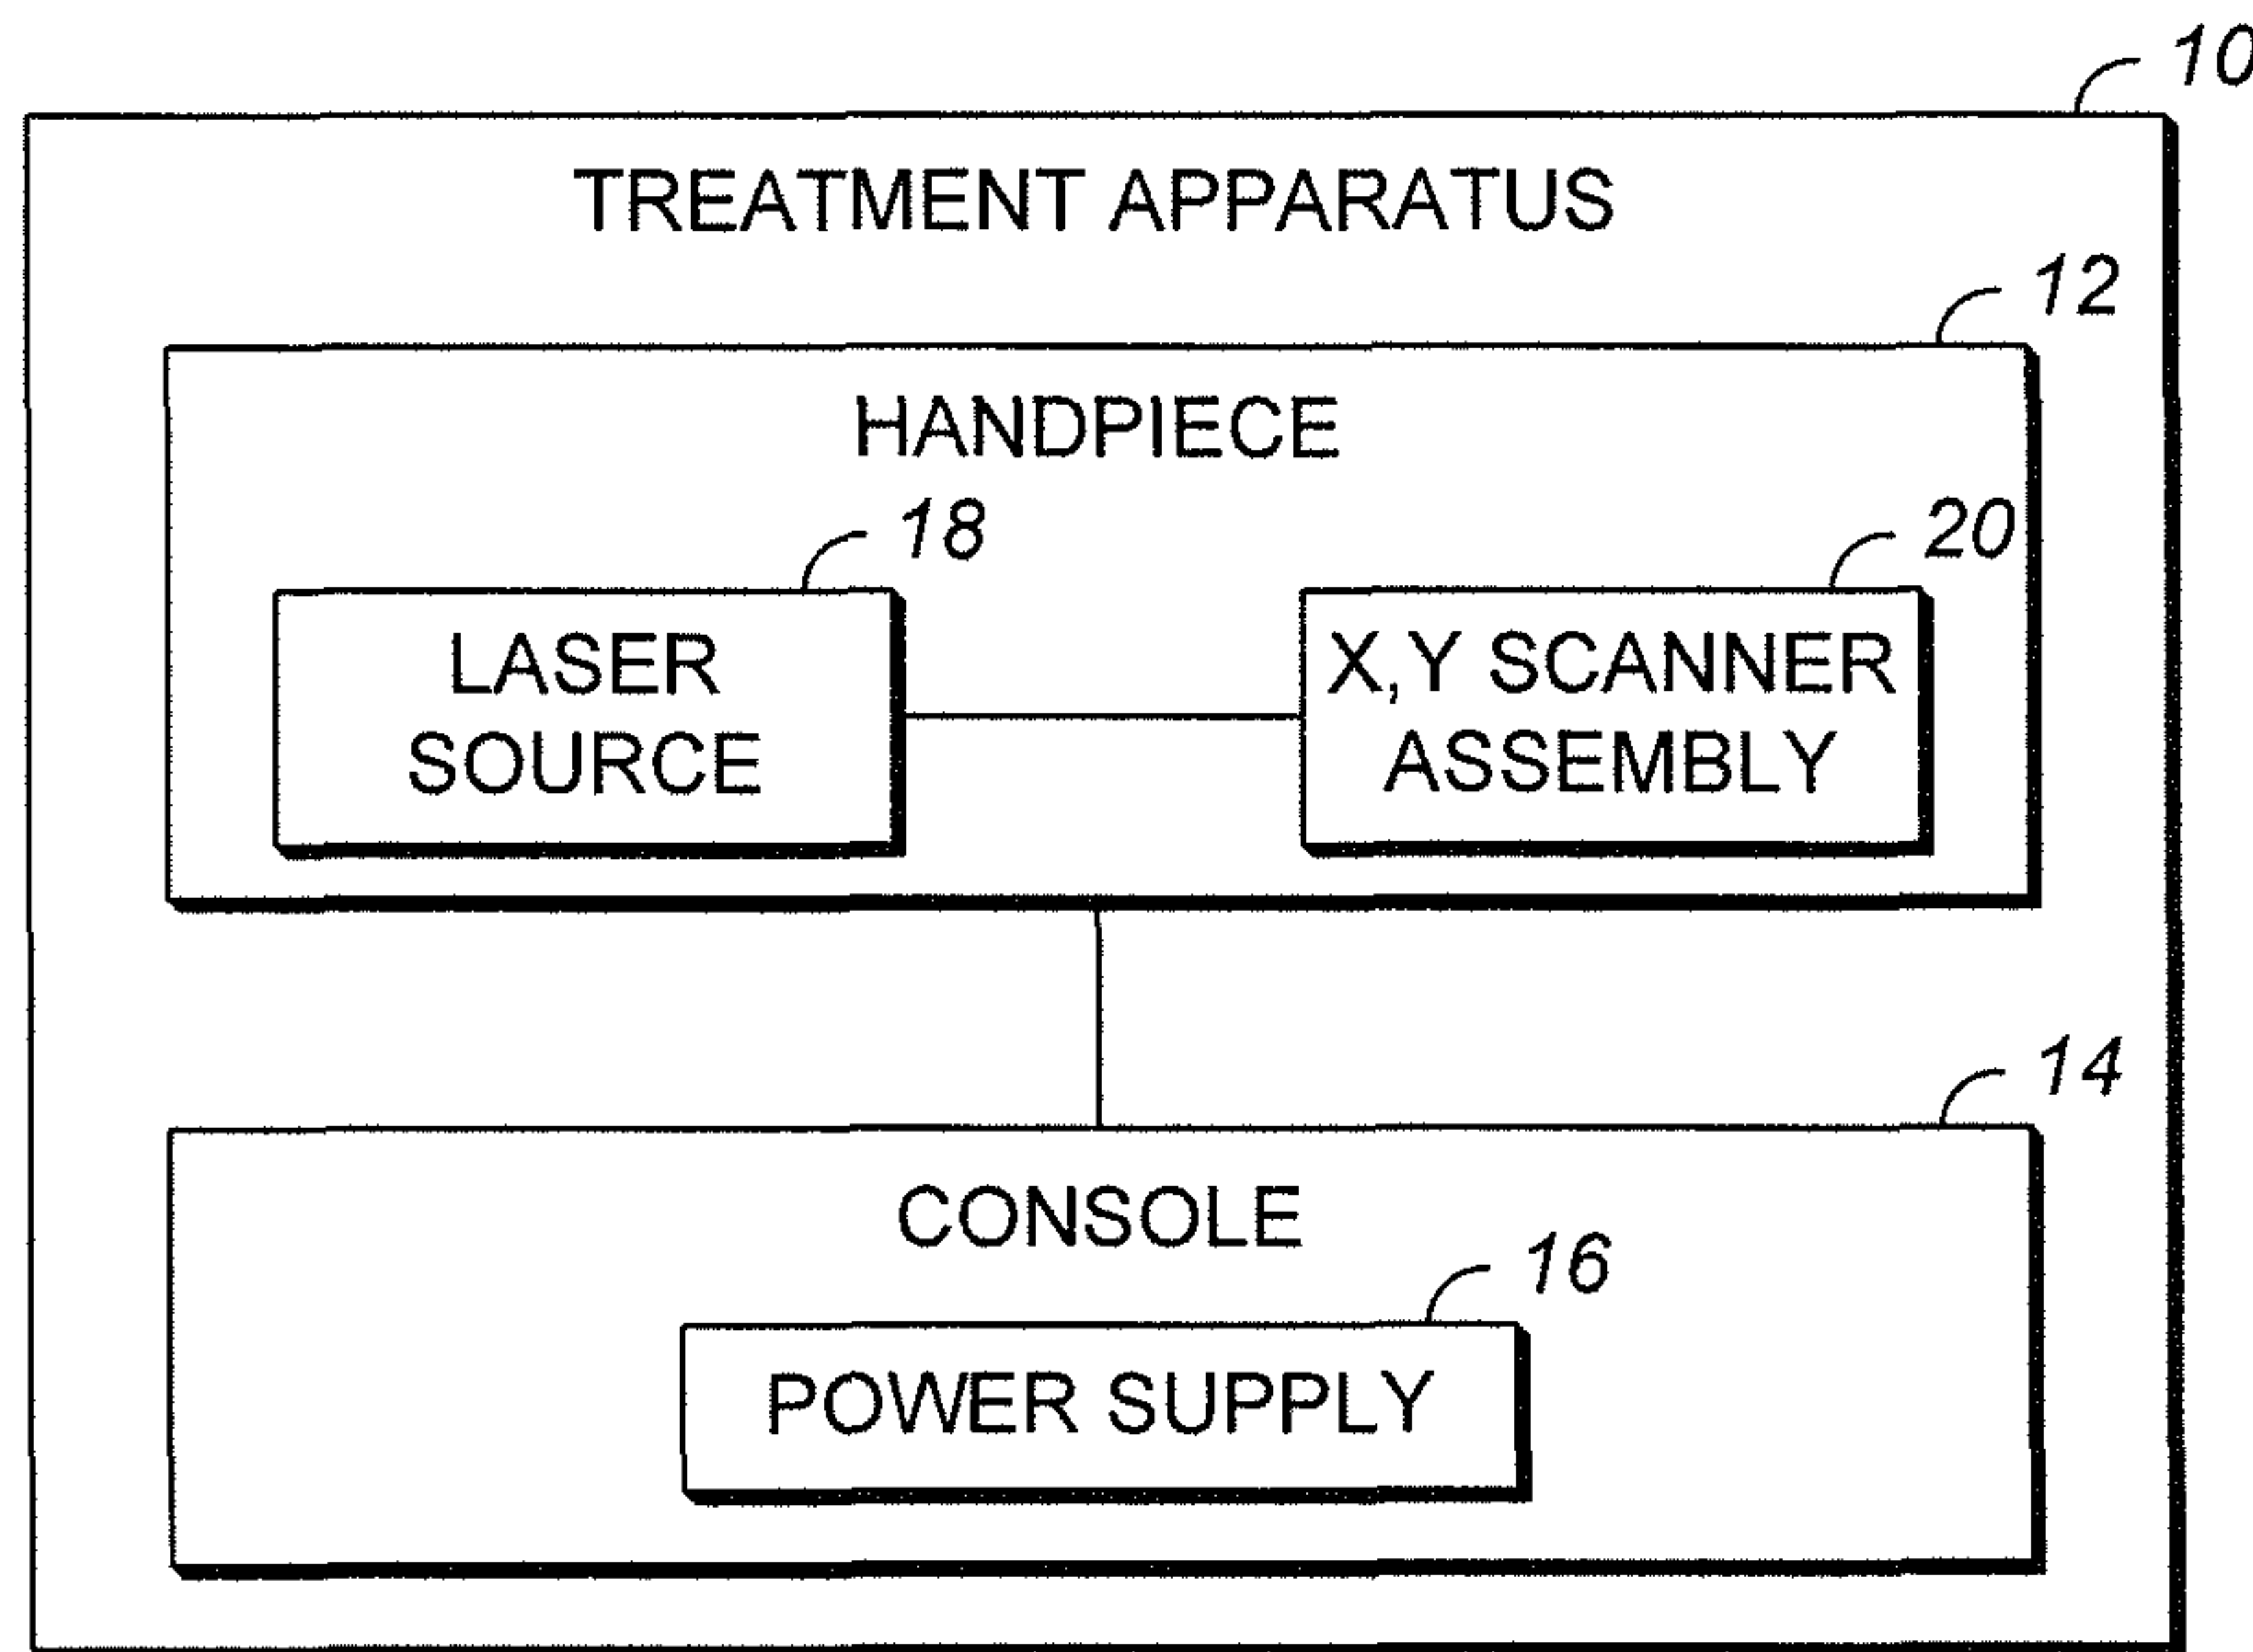 10
TREATMENT APPARATUS
12
HANDPIECE
18
20
LASER
SOURCE
X,Y SCANNER
ASSEMBLY
14
CONSOLE
16
POWER SUPPLY